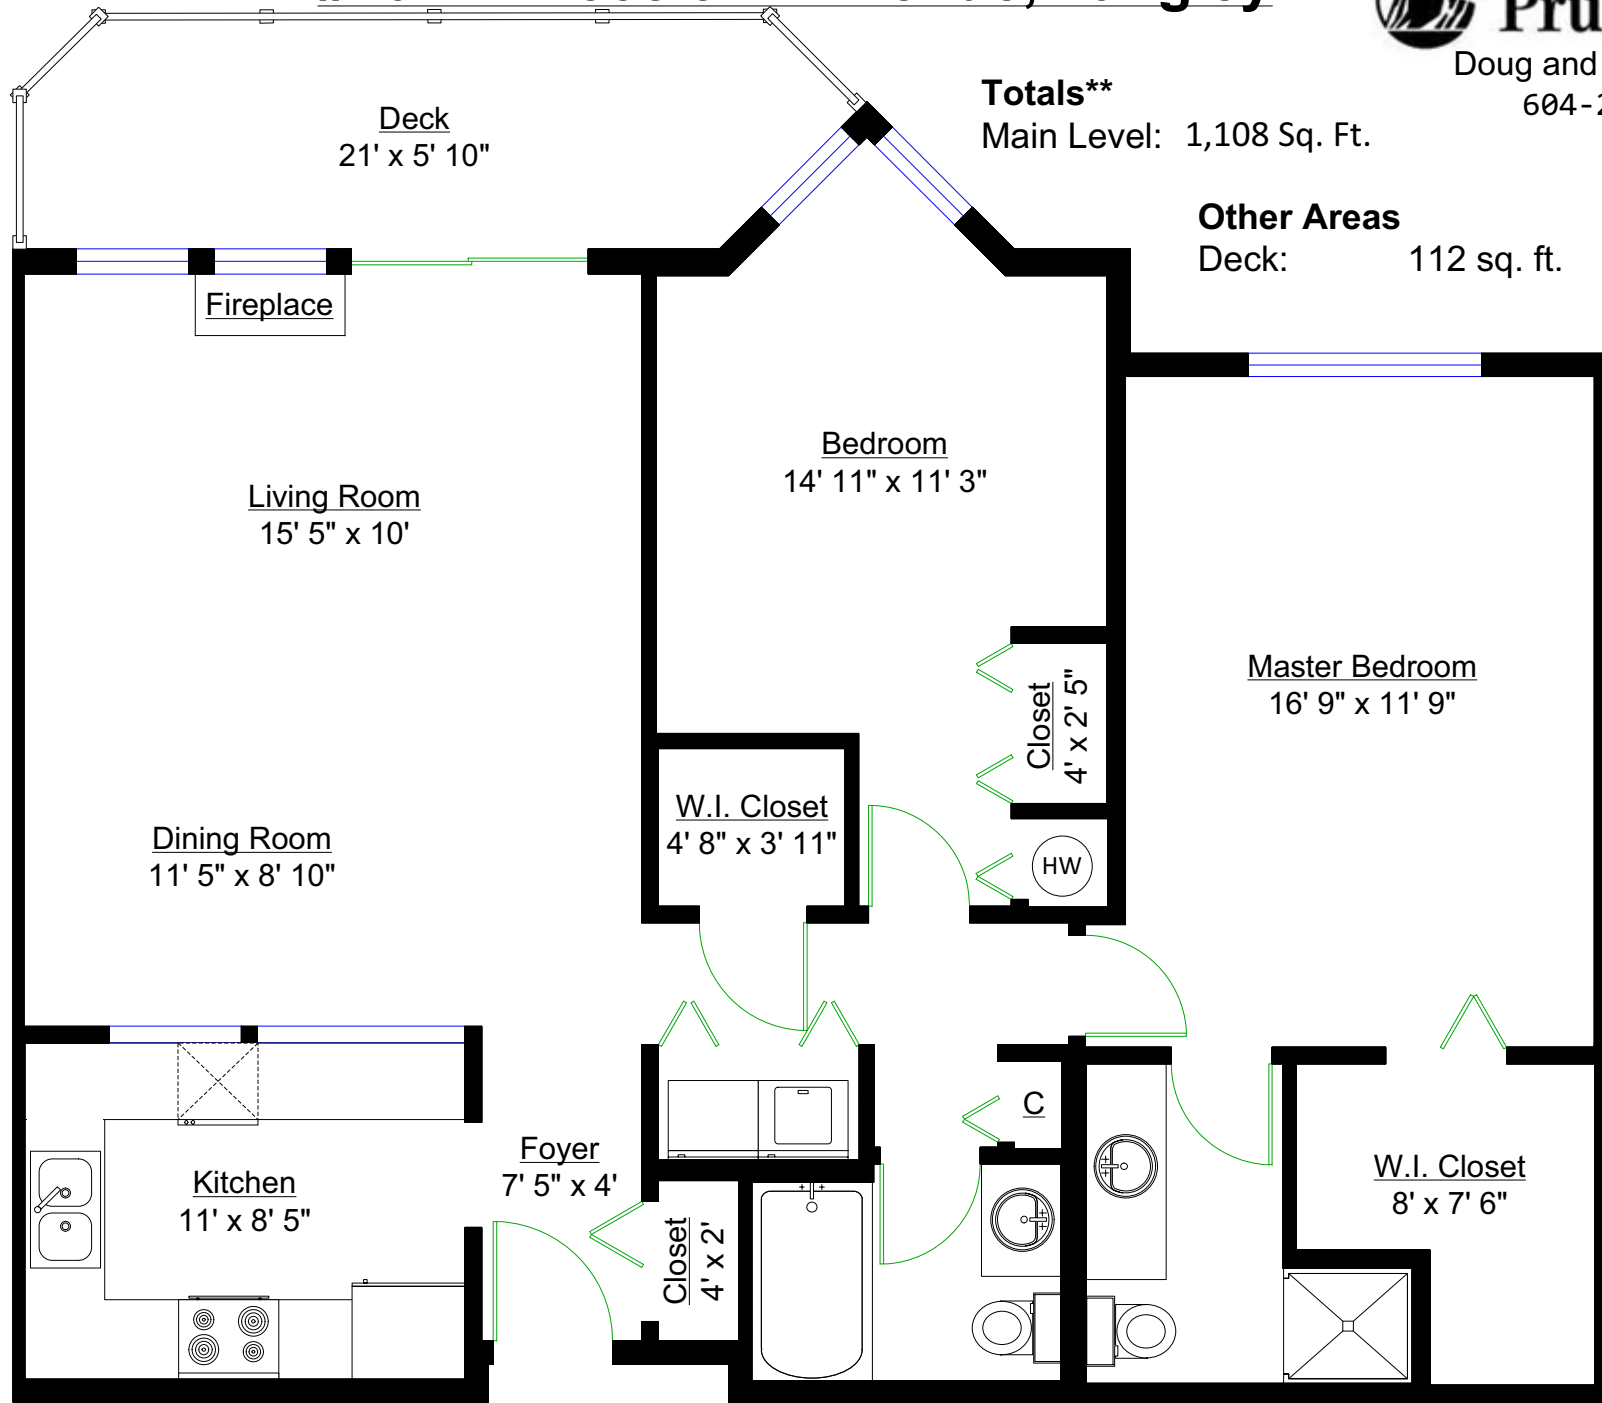 Pru
Doug and
604-2
Totals**
Main Level: 1,108 Sq. Ft.
Other Areas
Deck: 112 sq. ft.
Deck
21' x 5' 10"
Fireplace
Living Room
15' 5" x 10'
Bedroom
14' 11" x 11' 3"
Master Bedroom
16' 9" x 11' 9"
Closet
4' x 2' 5"
W.I. Closet
4' 8" x 3' 11"
HW
Dining Room
11' 5" x 8' 10"
C
Foyer
7' 5" x 4'
Kitchen
11' x 8' 5"
Closet
4' x 2'
W.I. Closet
8' x 7' 6"